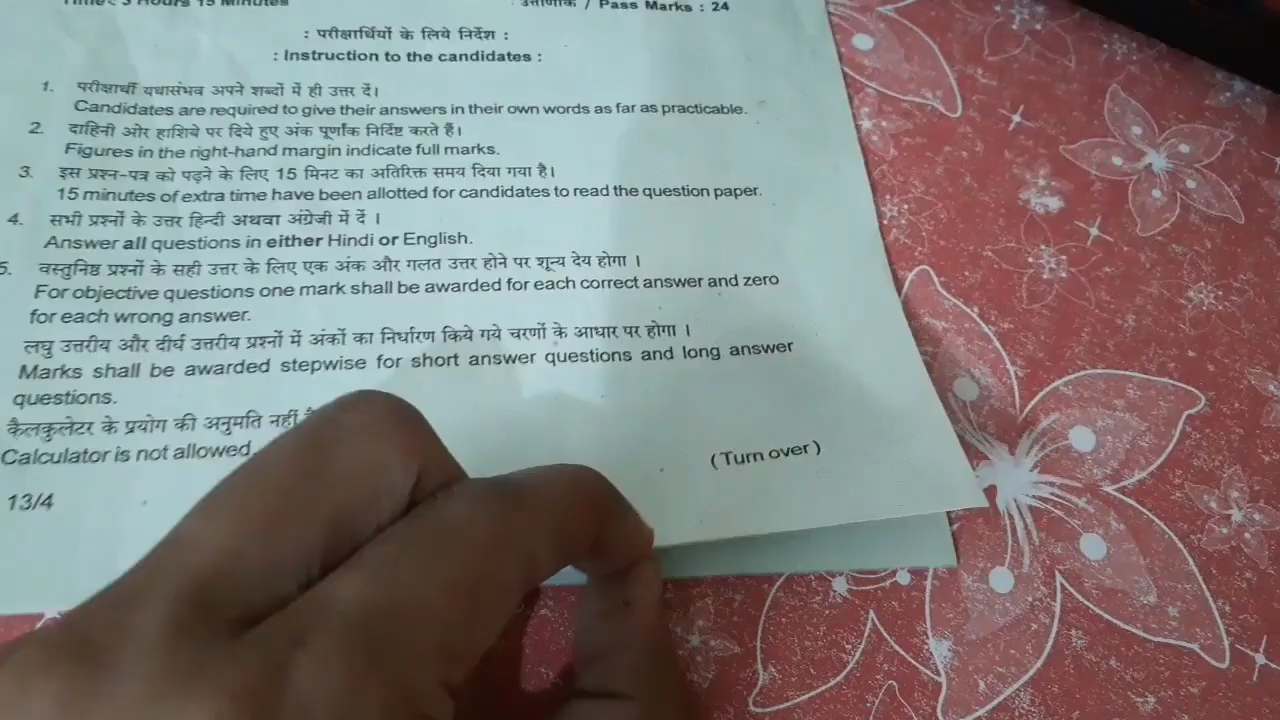 Time : 3 Hours 15 Minutes उत्तीर्णांक / Pass Marks : 24
: परीक्षार्थियों के लिये निर्देश :
: Instruction to the candidates :
1. परीक्षार्थी यथासंभव अपने शब्दों में ही उत्तर दें।
Candidates are required to give their answers in their own words as far as practicable.
2. दाहिनी ओर हाशिये पर दिये हुए अंक पूर्णांक निर्दिष्ट करते हैं।
Figures in the right-hand margin indicate full marks.
3. इस प्रश्न-पत्र को पढ़ने के लिए 15 मिनट का अतिरिक्त समय दिया गया है।
15 minutes of extra time have been allotted for candidates to read the question paper.
4. सभी प्रश्नों के उत्तर हिन्दी अथवा अंग्रेजी में दें ।
Answer all questions in either Hindi or English.
5. वस्तुनिष्ठ प्रश्नों के सही उत्तर के लिए एक अंक और गलत उत्तर होने पर शून्य देय होगा ।
For objective questions one mark shall be awarded for each correct answer and zero
for each wrong answer.
लघु उत्तरीय और दीर्घ उत्तरीय प्रश्नों में अंकों का निर्धारण किये गये चरणों के आधार पर होगा ।
Marks shall be awarded stepwise for short answer questions and long answer
questions.
कैलकुलेटर के प्रयोग की अनुमति नहीं
Calculator is not allowed.
(Turn over)
13/4